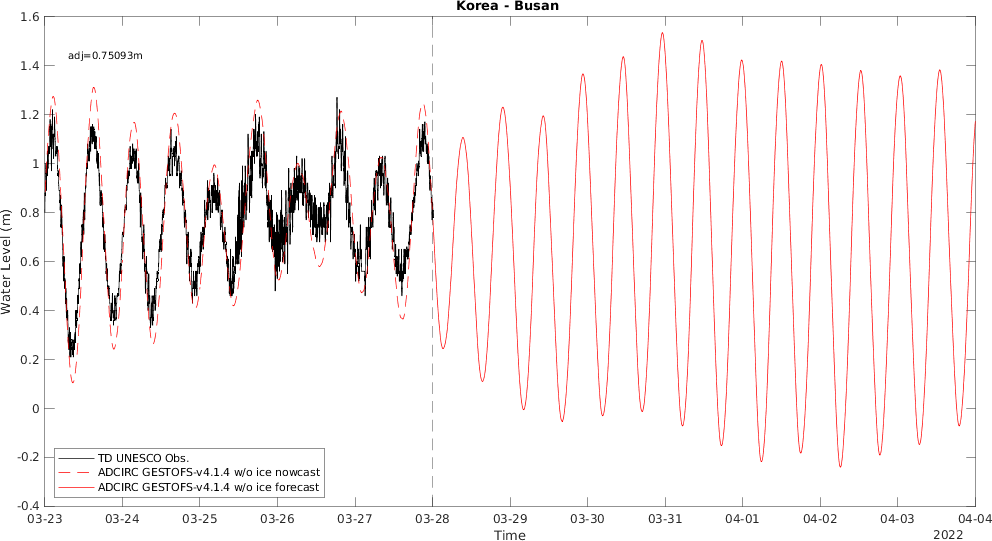 Korea - Busan
adj=0.75093m
Water Level (m)
1.6
1.4
1.2
1
0.8
0.6
0.4
0.2
0
-0.2
-0.4
TD UNESCO Obs.
ADCIRC GESTOFS-v4.1.4 w/o ice nowcast
ADCIRC GESTOFS-v4.1.4 w/o ice forecast
03-23 03-24 03-25 03-26 03-27 03-28 03-29 03-30 03-31 04-01 04-02 04-03 04-04
Time
2022